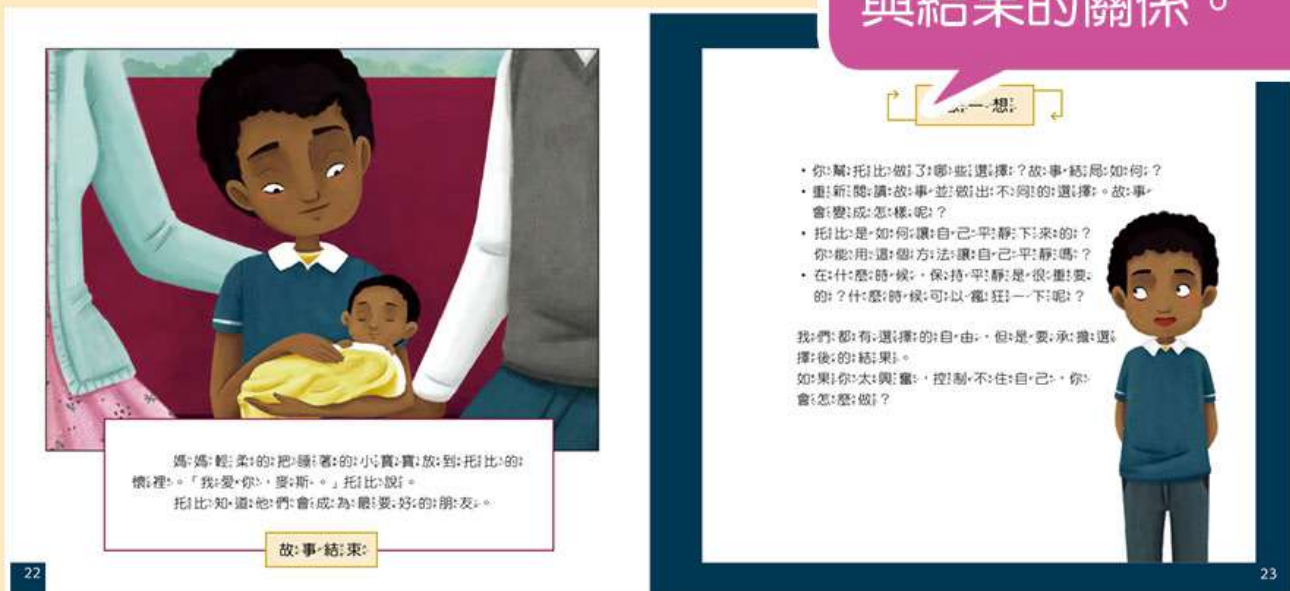 與結果的關係。
媽媽輕柔的把睡著的小寶寶放到托比的
懷裡。「我愛你,麥斯。」托比說。
托比知道他們會成為最要好的朋友。
故事結束
22
一想
• 你幫托比做了哪些選擇?故事結局如何?
• 重新閱讀故事並做出不同的選擇。故事
會變成怎樣呢?
• 托比是如何讓自己平靜下來的?
你能用這個方法讓自己平靜嗎?
• 在什麼時候,保持平靜是很重要
的?什麼時候可以瘋狂一下呢?
我們都有選擇的自由,但是要承擔選
擇後的結果。
如果你太興奮,控制不住自己,你
會怎麼做?
23